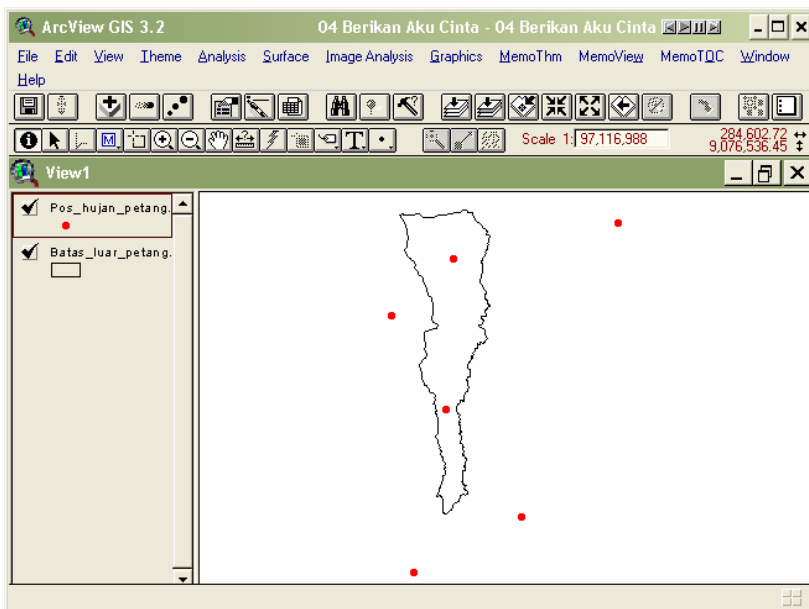 ArcView GIS 3.2
04 Berikan Aku Cinta - 04 Berikan Aku Cinta
File Edit View Theme Analysis Surface Image Analysis Graphics MemoThm MemoView MemoTOC Window
Help
M T
Scale 1: 97,116,988
284,602.72
9,076,536.45
View1
Pos_hujan_petang.
Batas_luar_petang.